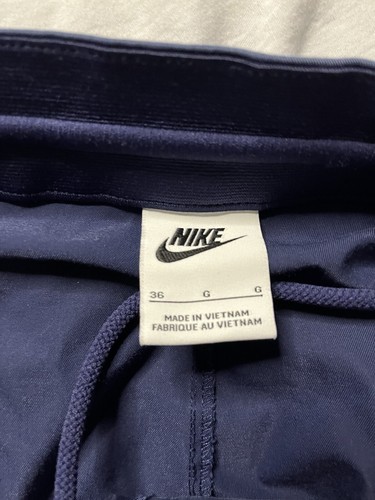 NIKE
36 G G
MADE IN VIETNAM
FABRIQUE AU VIETNAM